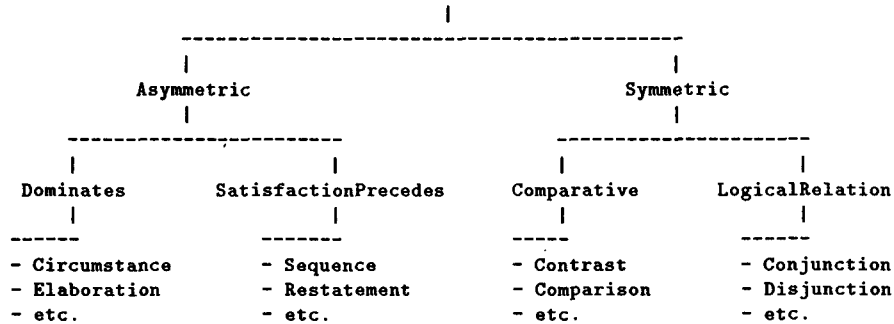 Asymmetric Symmetric
Dominates SatisfactionPrecedes Comparative LogicalRelation
- Circumstance - Sequence - Contrast - Conjunction
- Elaboration - Restatement - Comparison - Disjunction
- etc. - etc. - etc. - etc.